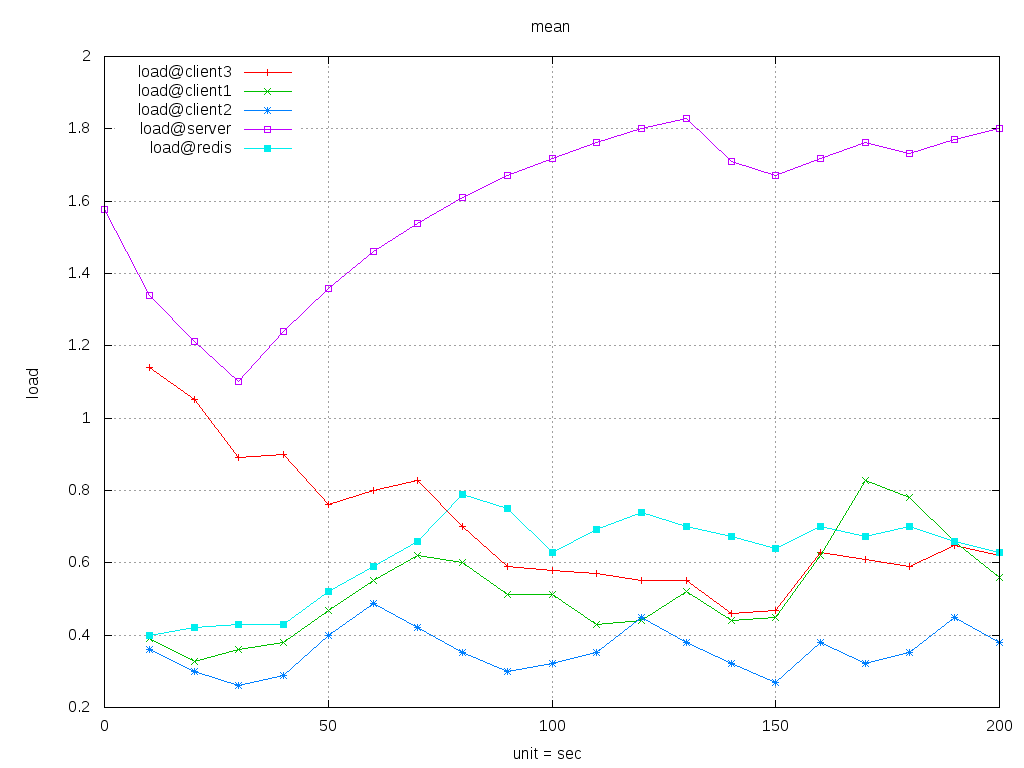 mean
2
1.8
1.6
1.4
1.2
1
0.8
0.6
0.4
0.2
load
load@client3
load@client1
load@client2
load@server
load@redis
0 50 100 150 200
unit = sec